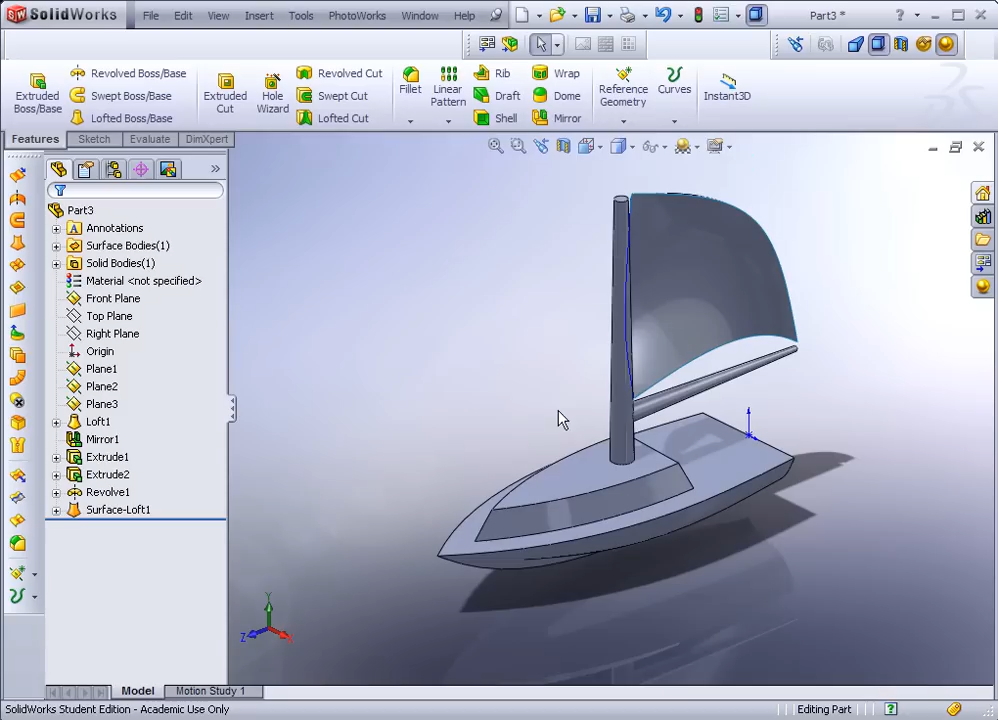 SolidWorks File Edit View Insert Tools PhotoWorks Window Help Part3 *
Extruded Boss/Base
Revolved Boss/Base
Swept Boss/Base
Lofted Boss/Base
Extruded Cut
Hole Wizard
Revolved Cut
Swept Cut
Lofted Cut
Fillet
Linear Pattern
Rib
Draft
Shell
Wrap
Dome
Mirror
Reference Geometry
Curves
Instant3D
Features Sketch Evaluate DimXpert
Part3
Annotations
Surface Bodies(1)
Solid Bodies(1)
Material <not specified>
Front Plane
Top Plane
Right Plane
Origin
Plane1
Plane2
Plane3
Loft1
Mirror1
Extrude1
Extrude2
Revolve1
Surface-Loft1
Y
Z
X
Model Motion Study 1
SolidWorks Student Edition - Academic Use Only Editing Part